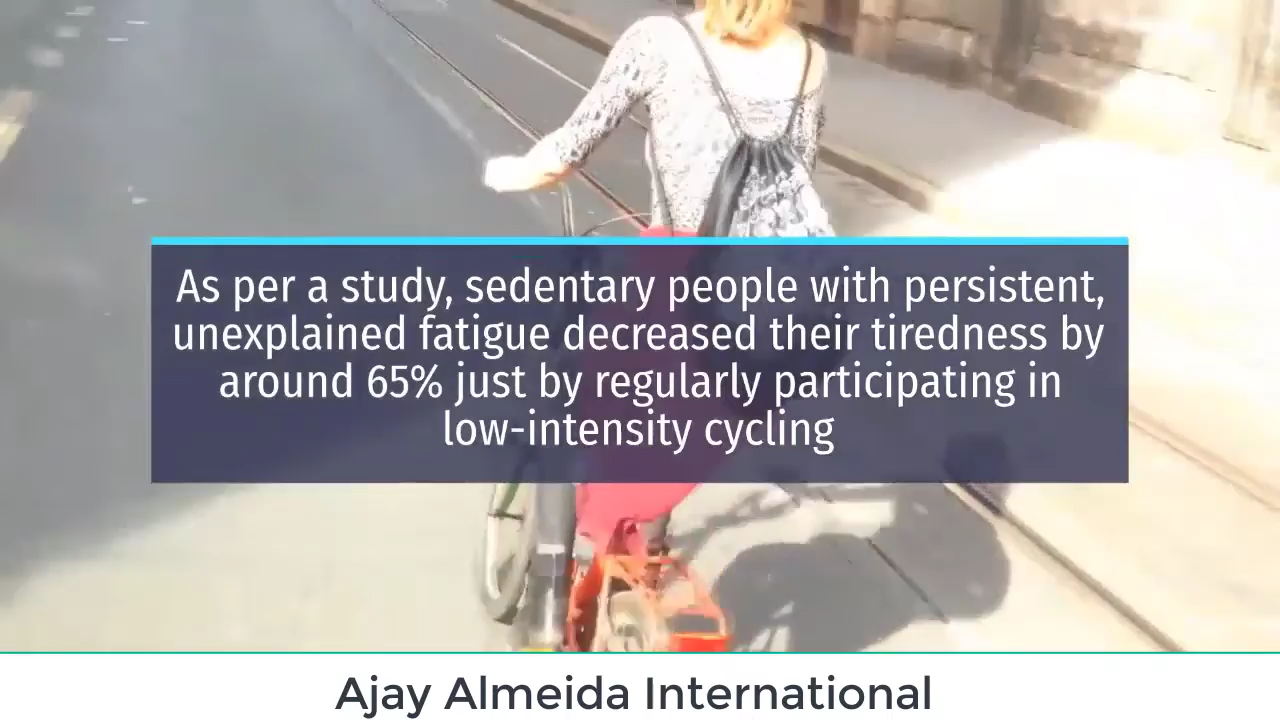 As per a study, sedentary people with persistent,
unexplained fatigue decreased their tiredness by
around 65% just by regularly participating in
low-intensity cycling
Ajay Almeida International